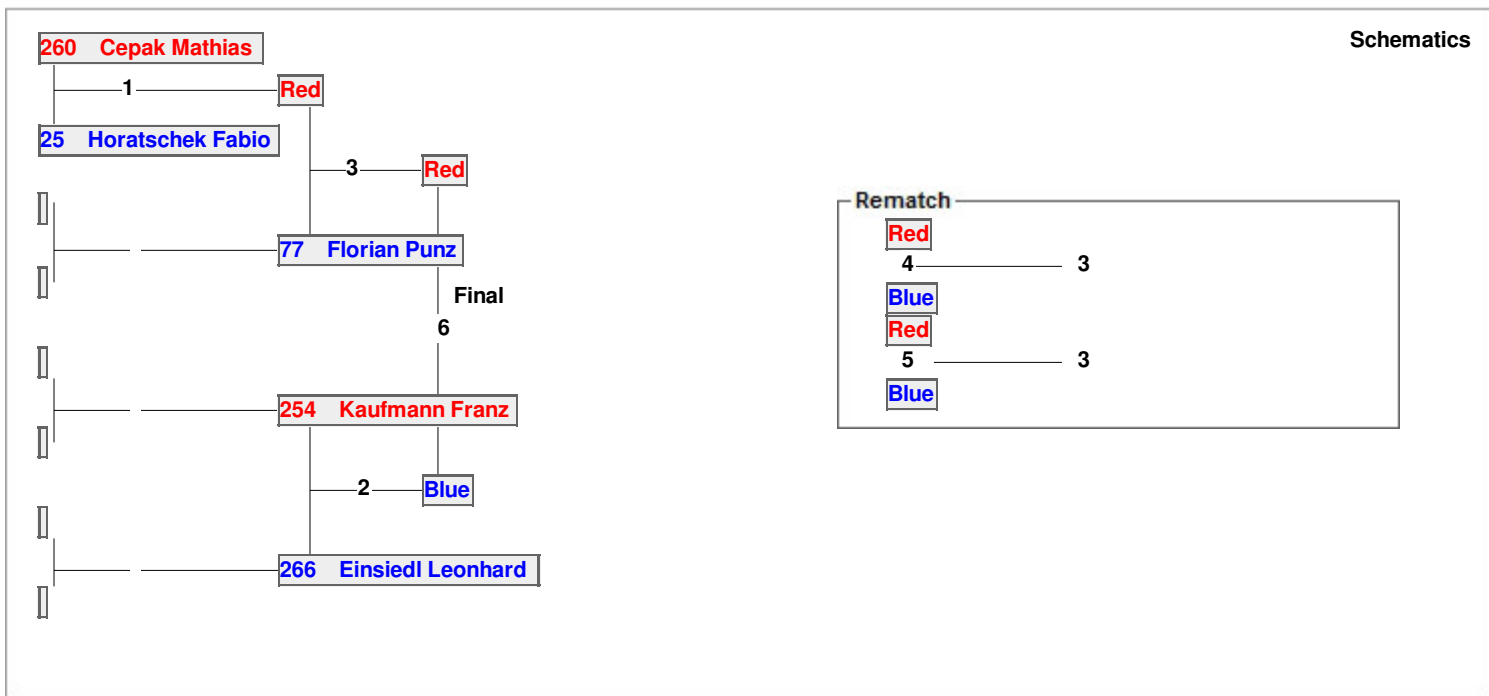 Schematics
260 Cepak Mathias
1
Red
25 Horatschek Fabio
3
Red
77 Florian Punz
Final
6
254 Kaufmann Franz
2
Blue
266 Einsiedl Leonhard
Rematch
Red
4 3
Blue
Red
5 3
Blue